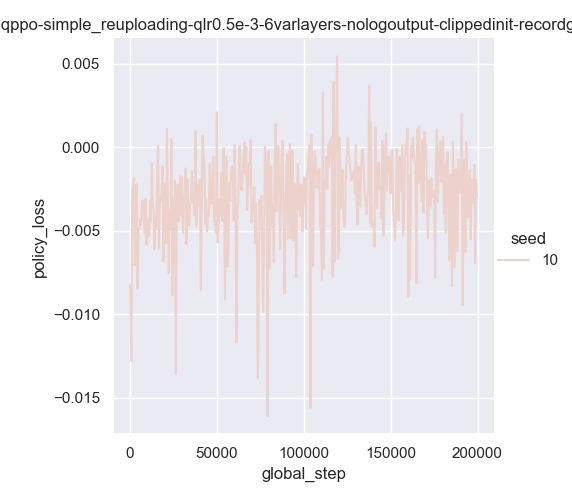 qppo-simple_reuploading-qlr0.5e-3-6varlayers-nologoutput-clippedinit-recordg
0.005
0.000
−0.005
−0.010
−0.015
policy_loss
0
50000
100000
150000
200000
global_step
seed
10